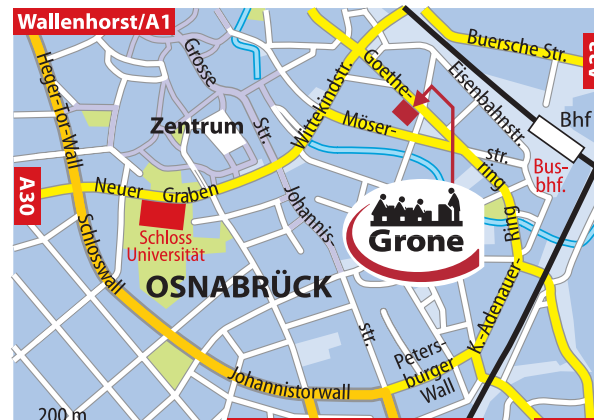 Wallenhorst/A1
Buersche Str.
Goethe-
ring
Eisenbahnstr.
Heger-Tor-Wall
Grosse
Str.
Wittekindstr.
Zentrum
Möser-
str.
Bhf
Bus-
bhf.
A30
Neuer Graben
Schloss
Universität
Johannis-
str.
Grone
Schlosswall
OSNABRÜCK
K.-Adenauer-Ring
Peters-
burger
Wall
Johannistorwall
200 m